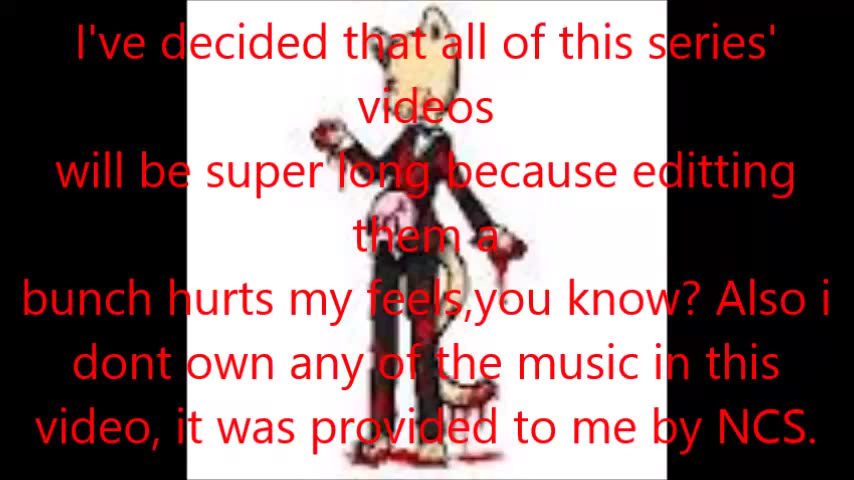 I've decided that all of this series'
videos
will be super long because editting
them a
bunch hurts my feels,you know? Also i
dont own any of the music in this
video, it was provided to me by NCS.